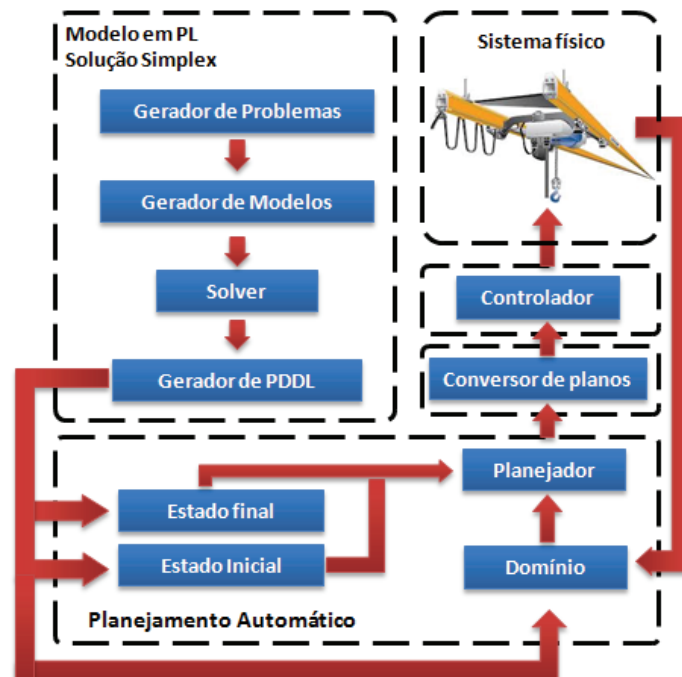 Modelo em PL
Solução Simplex
Gerador de Problemas
Gerador de Modelos
Solver
Gerador de PDDL
Sistema físico
Controlador
Conversor de planos
Planejador
Estado final
Estado Inicial
Domínio
Planejamento Automático